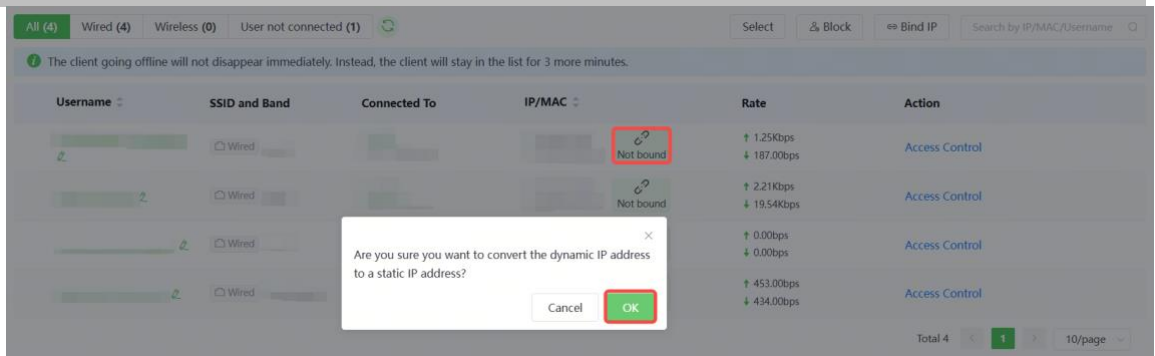 All (4) Wired (4) Wireless (0) User not connected (1) Select Block Bind IP Search by IP/MAC/Username
The client going offline will not disappear immediately. Instead, the client will stay in the list for 3 more minutes.
Username SSID and Band Connected To IP/MAC Rate Action
Wired Not bound ↑ 1.25Kbps Access Control
↓ 187.00bps
Wired Not bound ↑ 2.21Kbps Access Control
↓ 19.54Kbps
Wired ↑ 0.00bps Access Control
↓ 0.00bps
Are you sure you want to convert the dynamic IP address
to a static IP address?
Wired ↑ 453.00bps Access Control
↓ 434.00bps
Cancel OK
Total 4 < 1 > 10/page